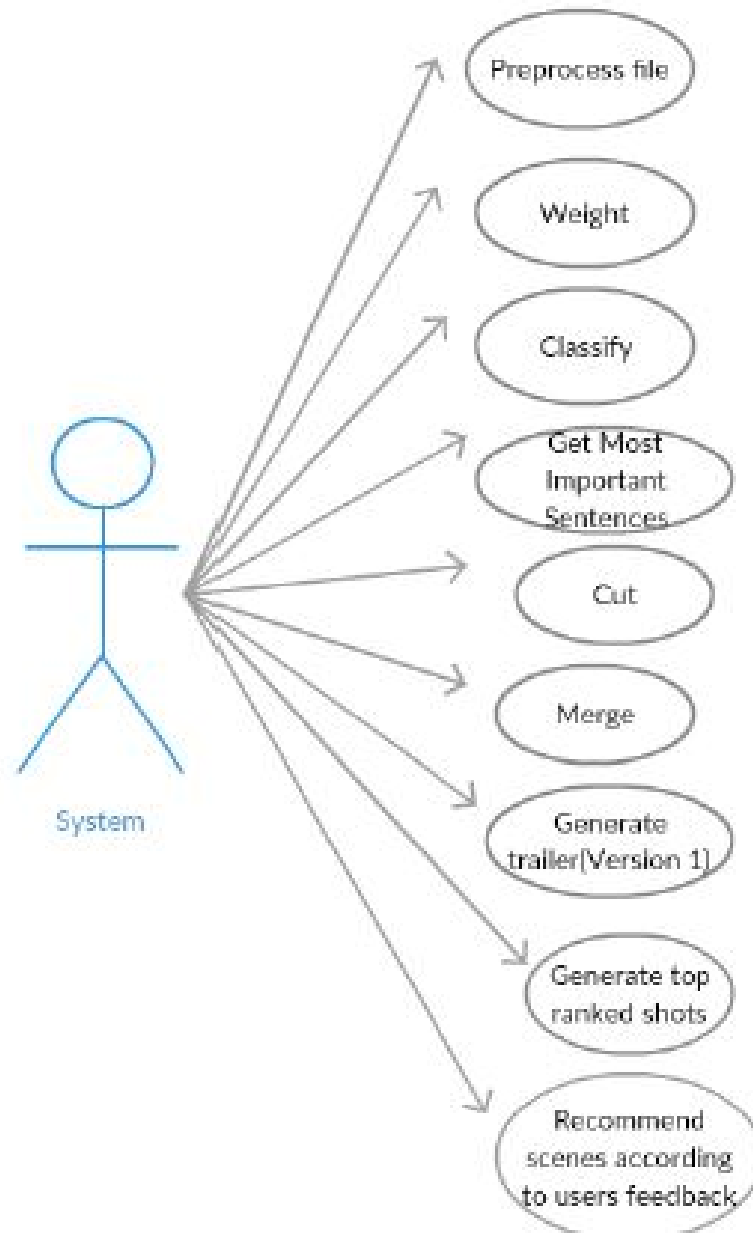 Preprocess file
Weight
Classify
Get Most
Important
Sentences
Cut
Merge
System
Generate
trailer[Version 1]
Generate top
ranked shots
Recommend
scenes according
to users feedback